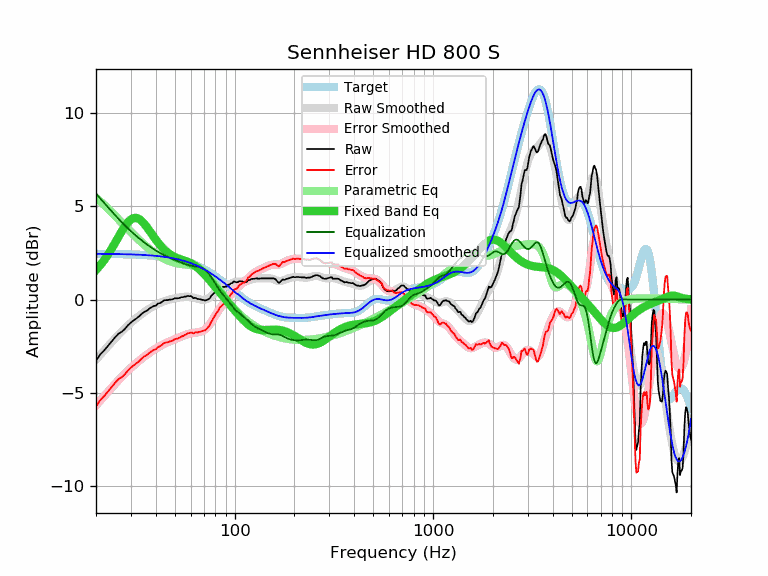 Sennheiser HD 800 S
Target
Raw Smoothed
Error Smoothed
Raw
Error
Parametric Eq
Fixed Band Eq
Equalization
Equalized smoothed
10
5
0
−5
−10
Amplitude (dBr)
100
1000
10000
Frequency (Hz)